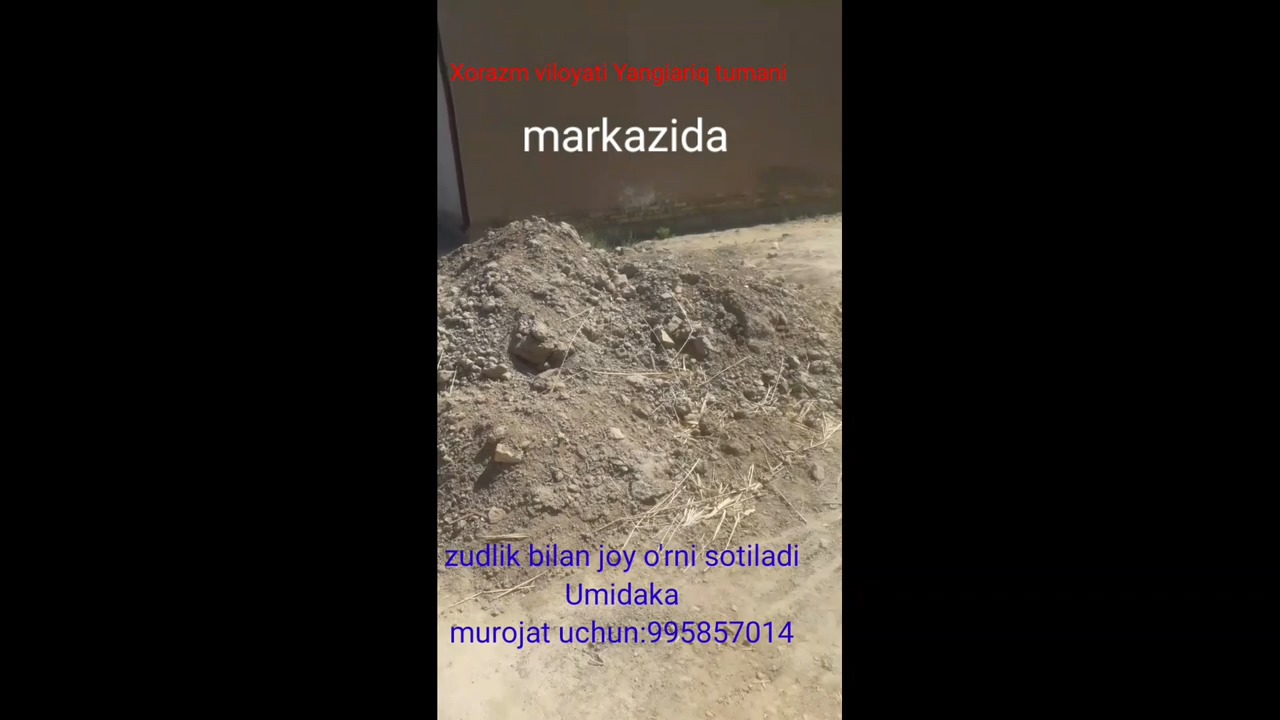 Xorazm viloyati Yangiariq tumani
markazida
zudlik bilan joy o'rni sotiladi
Umidaka
murojat uchun:995857014